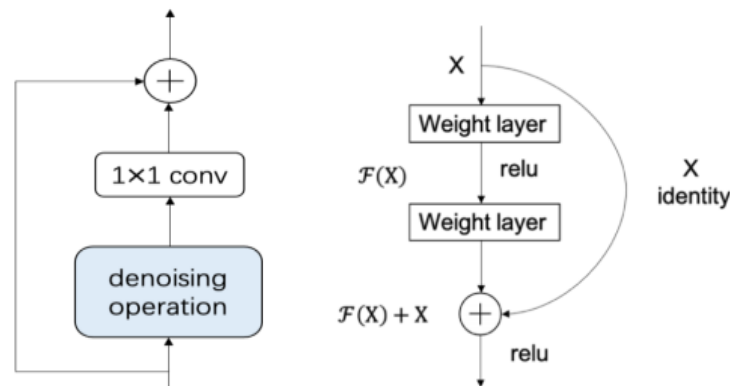 +
1×1 conv
denoising
operation
X
Weight layer
ℱ(X)
relu
X
identity
Weight layer
ℱ(X) + X
+
relu